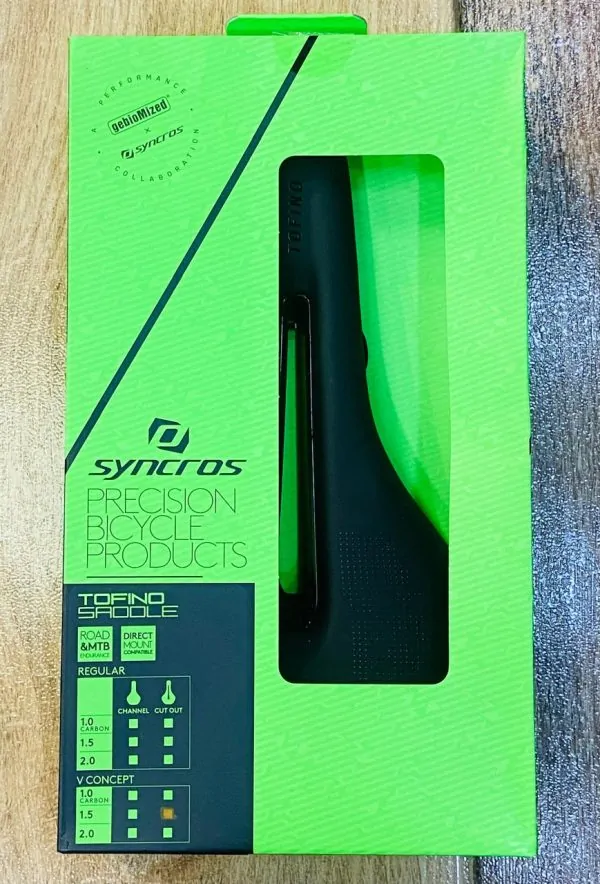 A PERFORMANCE
gebioMized®
x
SYNCROS
COLLABORATION
TOFINO
SYNCROS
PRECISION
BICYCLE
PRODUCTS
TOFINO
SADDLE
ROAD
&MTB
ENDURANCE
DIRECT
MOUNT
COMPATIBLE
REGULAR
CHANNEL CUT OUT
1.0
CARBON
1.5
2.0
V CONCEPT
1.0
CARBON
1.5
2.0